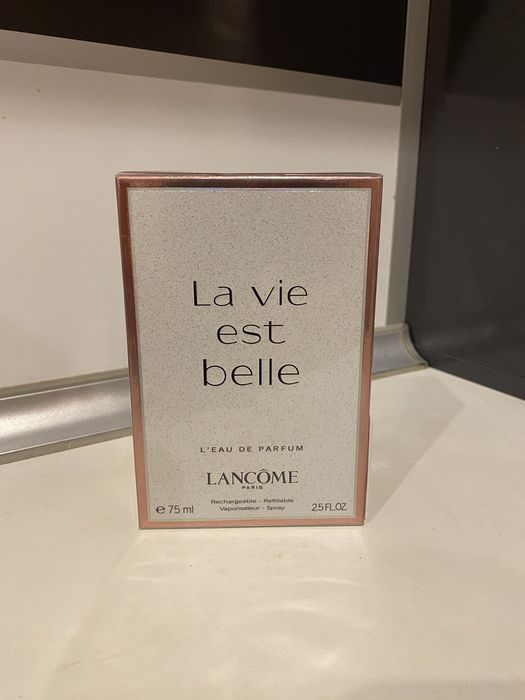 La vie
est
belle
L'EAU DE PARFUM
LANCÔME
PARIS
Rechargeable - Refillable
Vaporisateur - Spray
e 75 ml
2.5 FL.OZ.